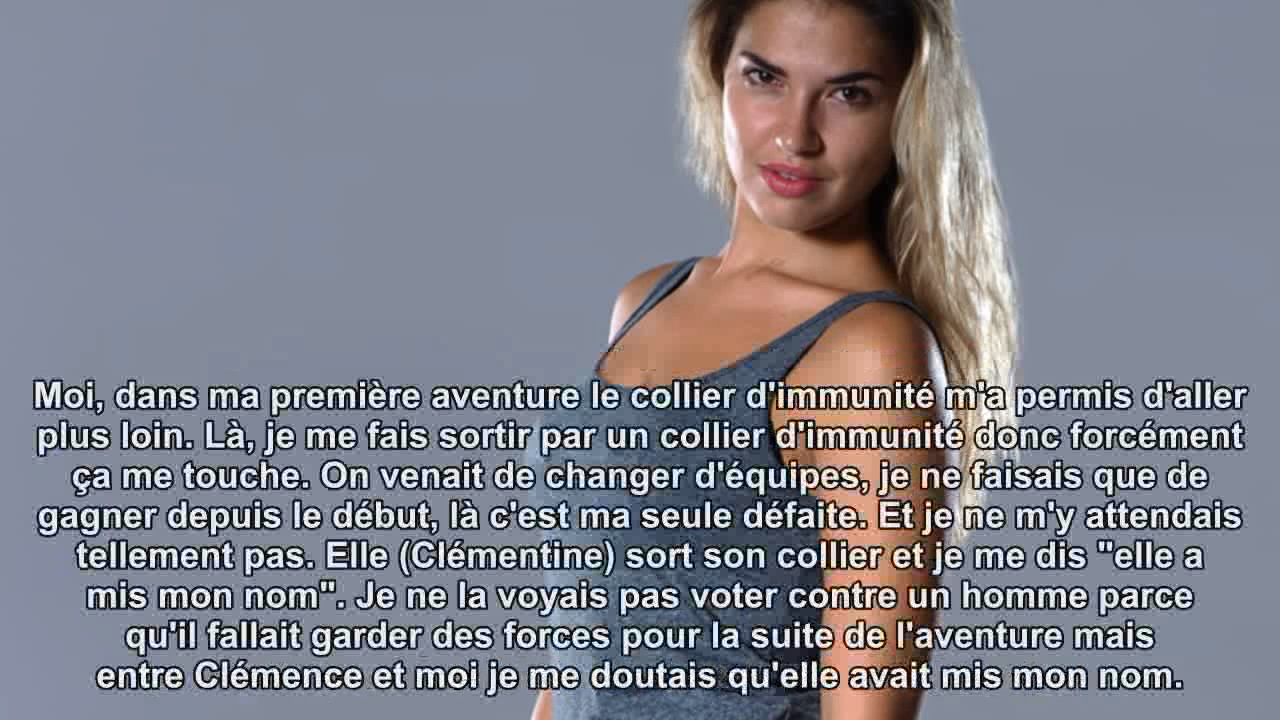 Moi, dans ma première aventure le collier d'immunité m'a permis d'aller
plus loin. Là, je me fais sortir par un collier d'immunité donc forcément
ça me touche. On venait de changer d'équipes, je ne faisais que de
gagner depuis le début, là c'est ma seule défaite. Et je ne m'y attendais
tellement pas. Elle (Clémentine) sort son collier et je me dis "elle a
mis mon nom". Je ne la voyais pas voter contre un homme parce
qu'il fallait garder des forces pour la suite de l'aventure mais
entre Clémence et moi je me doutais qu'elle avait mis mon nom.